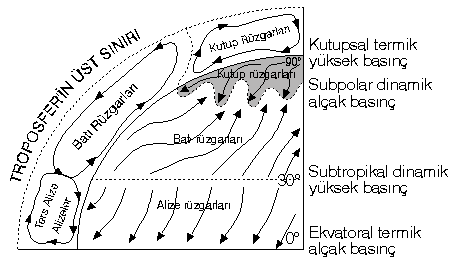 TROPOSFERİN ÜST SINIRI
Kutup Rüzgarları
Batı Rüzgarları
Ters Alize
Alizeler
90°
Kutup rüzgarları
Batı rüzgarları
30°
Alize rüzgarları
0°
Kutupsal termik
yüksek basınç
Subpolar dinamik
alçak basınç
Subtropikal dinamik
yüksek basınç
Ekvatoral termik
alçak basınç